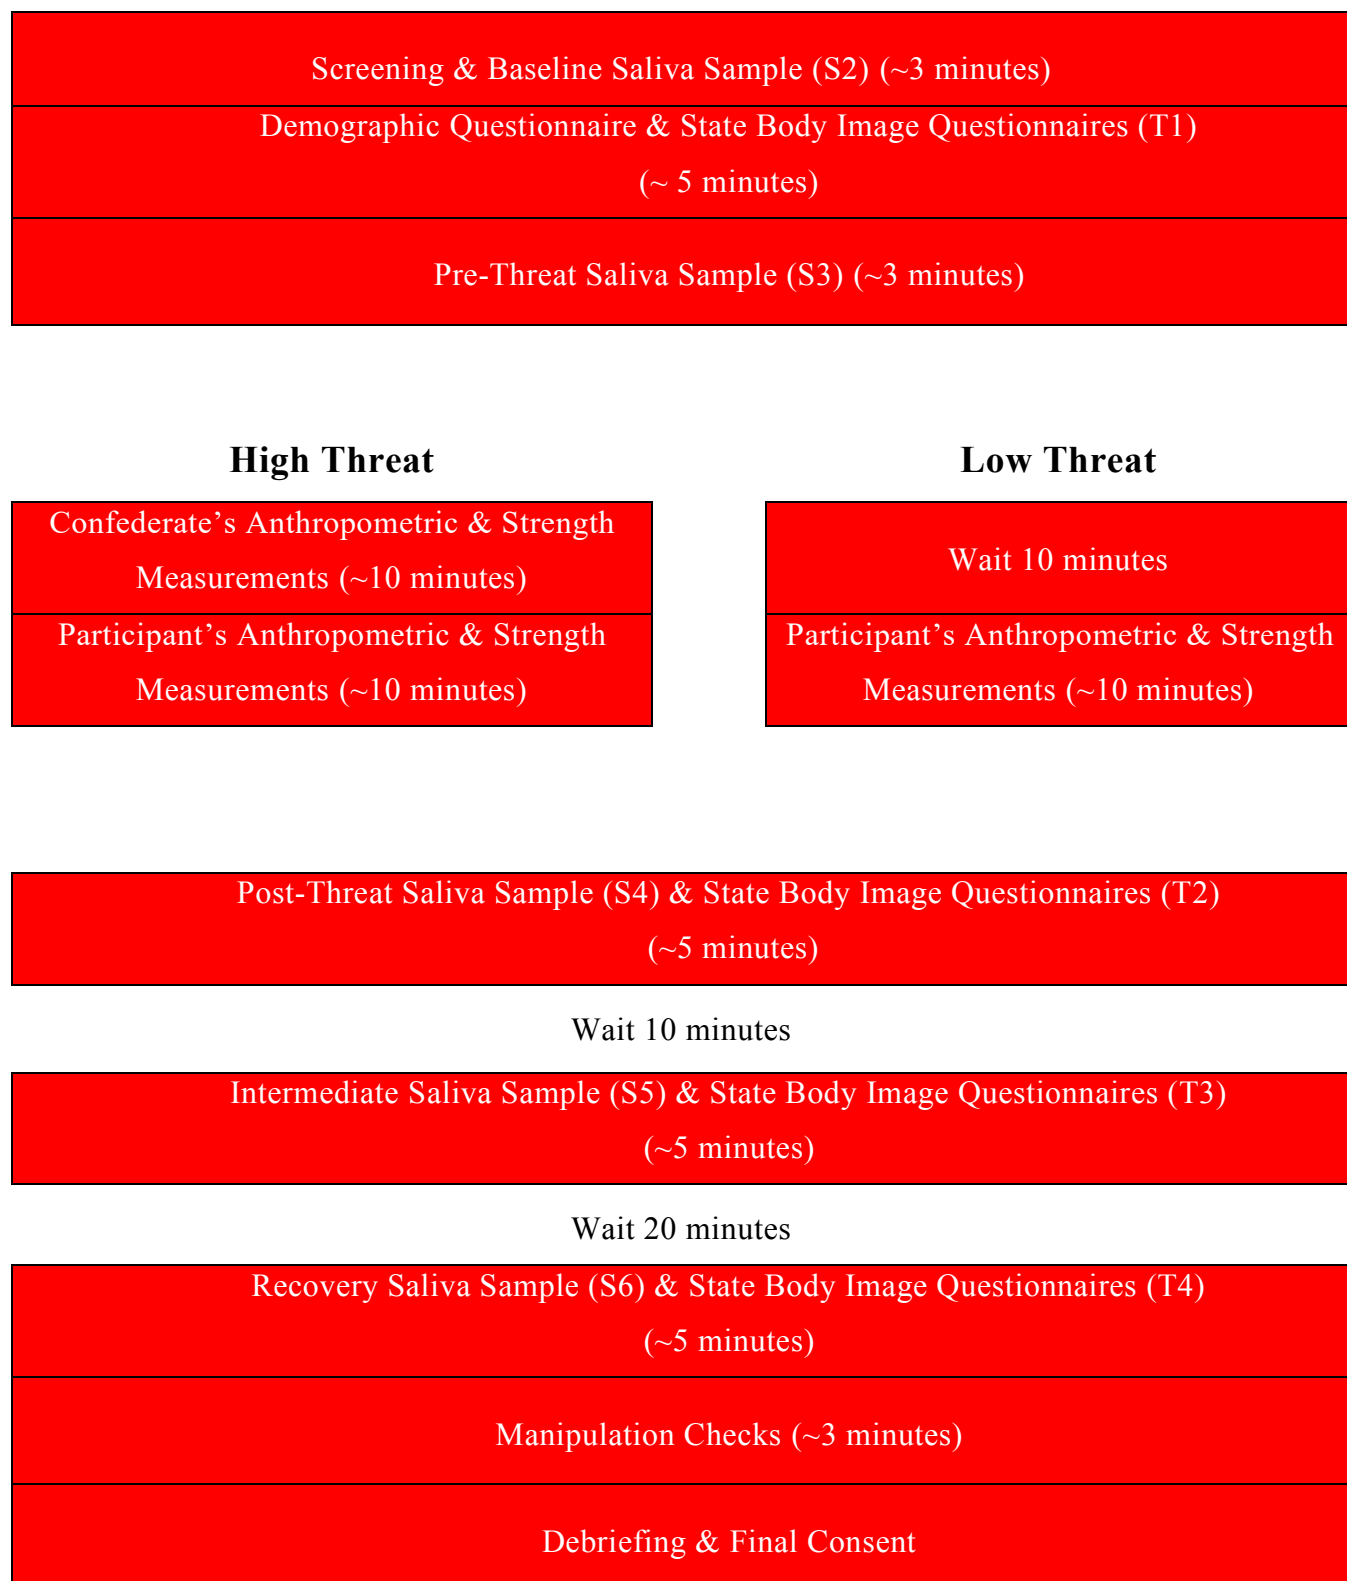 Screening & Baseline Saliva Sample (S2) (~3 minutes)
Demographic Questionnaire & State Body Image Questionnaires (T1)
(~ 5 minutes)
Pre-Threat Saliva Sample (S3) (~3 minutes)
High Threat
Confederate’s Anthropometric & Strength
Measurements (~10 minutes)
Participant’s Anthropometric & Strength
Measurements (~10 minutes)
Low Threat
Wait 10 minutes
Participant’s Anthropometric & Strength
Measurements (~10 minutes)
Post-Threat Saliva Sample (S4) & State Body Image Questionnaires (T2)
(~5 minutes)
Wait 10 minutes
Intermediate Saliva Sample (S5) & State Body Image Questionnaires (T3)
(~5 minutes)
Wait 20 minutes
Recovery Saliva Sample (S6) & State Body Image Questionnaires (T4)
(~5 minutes)
Manipulation Checks (~3 minutes)
Debriefing & Final Consent